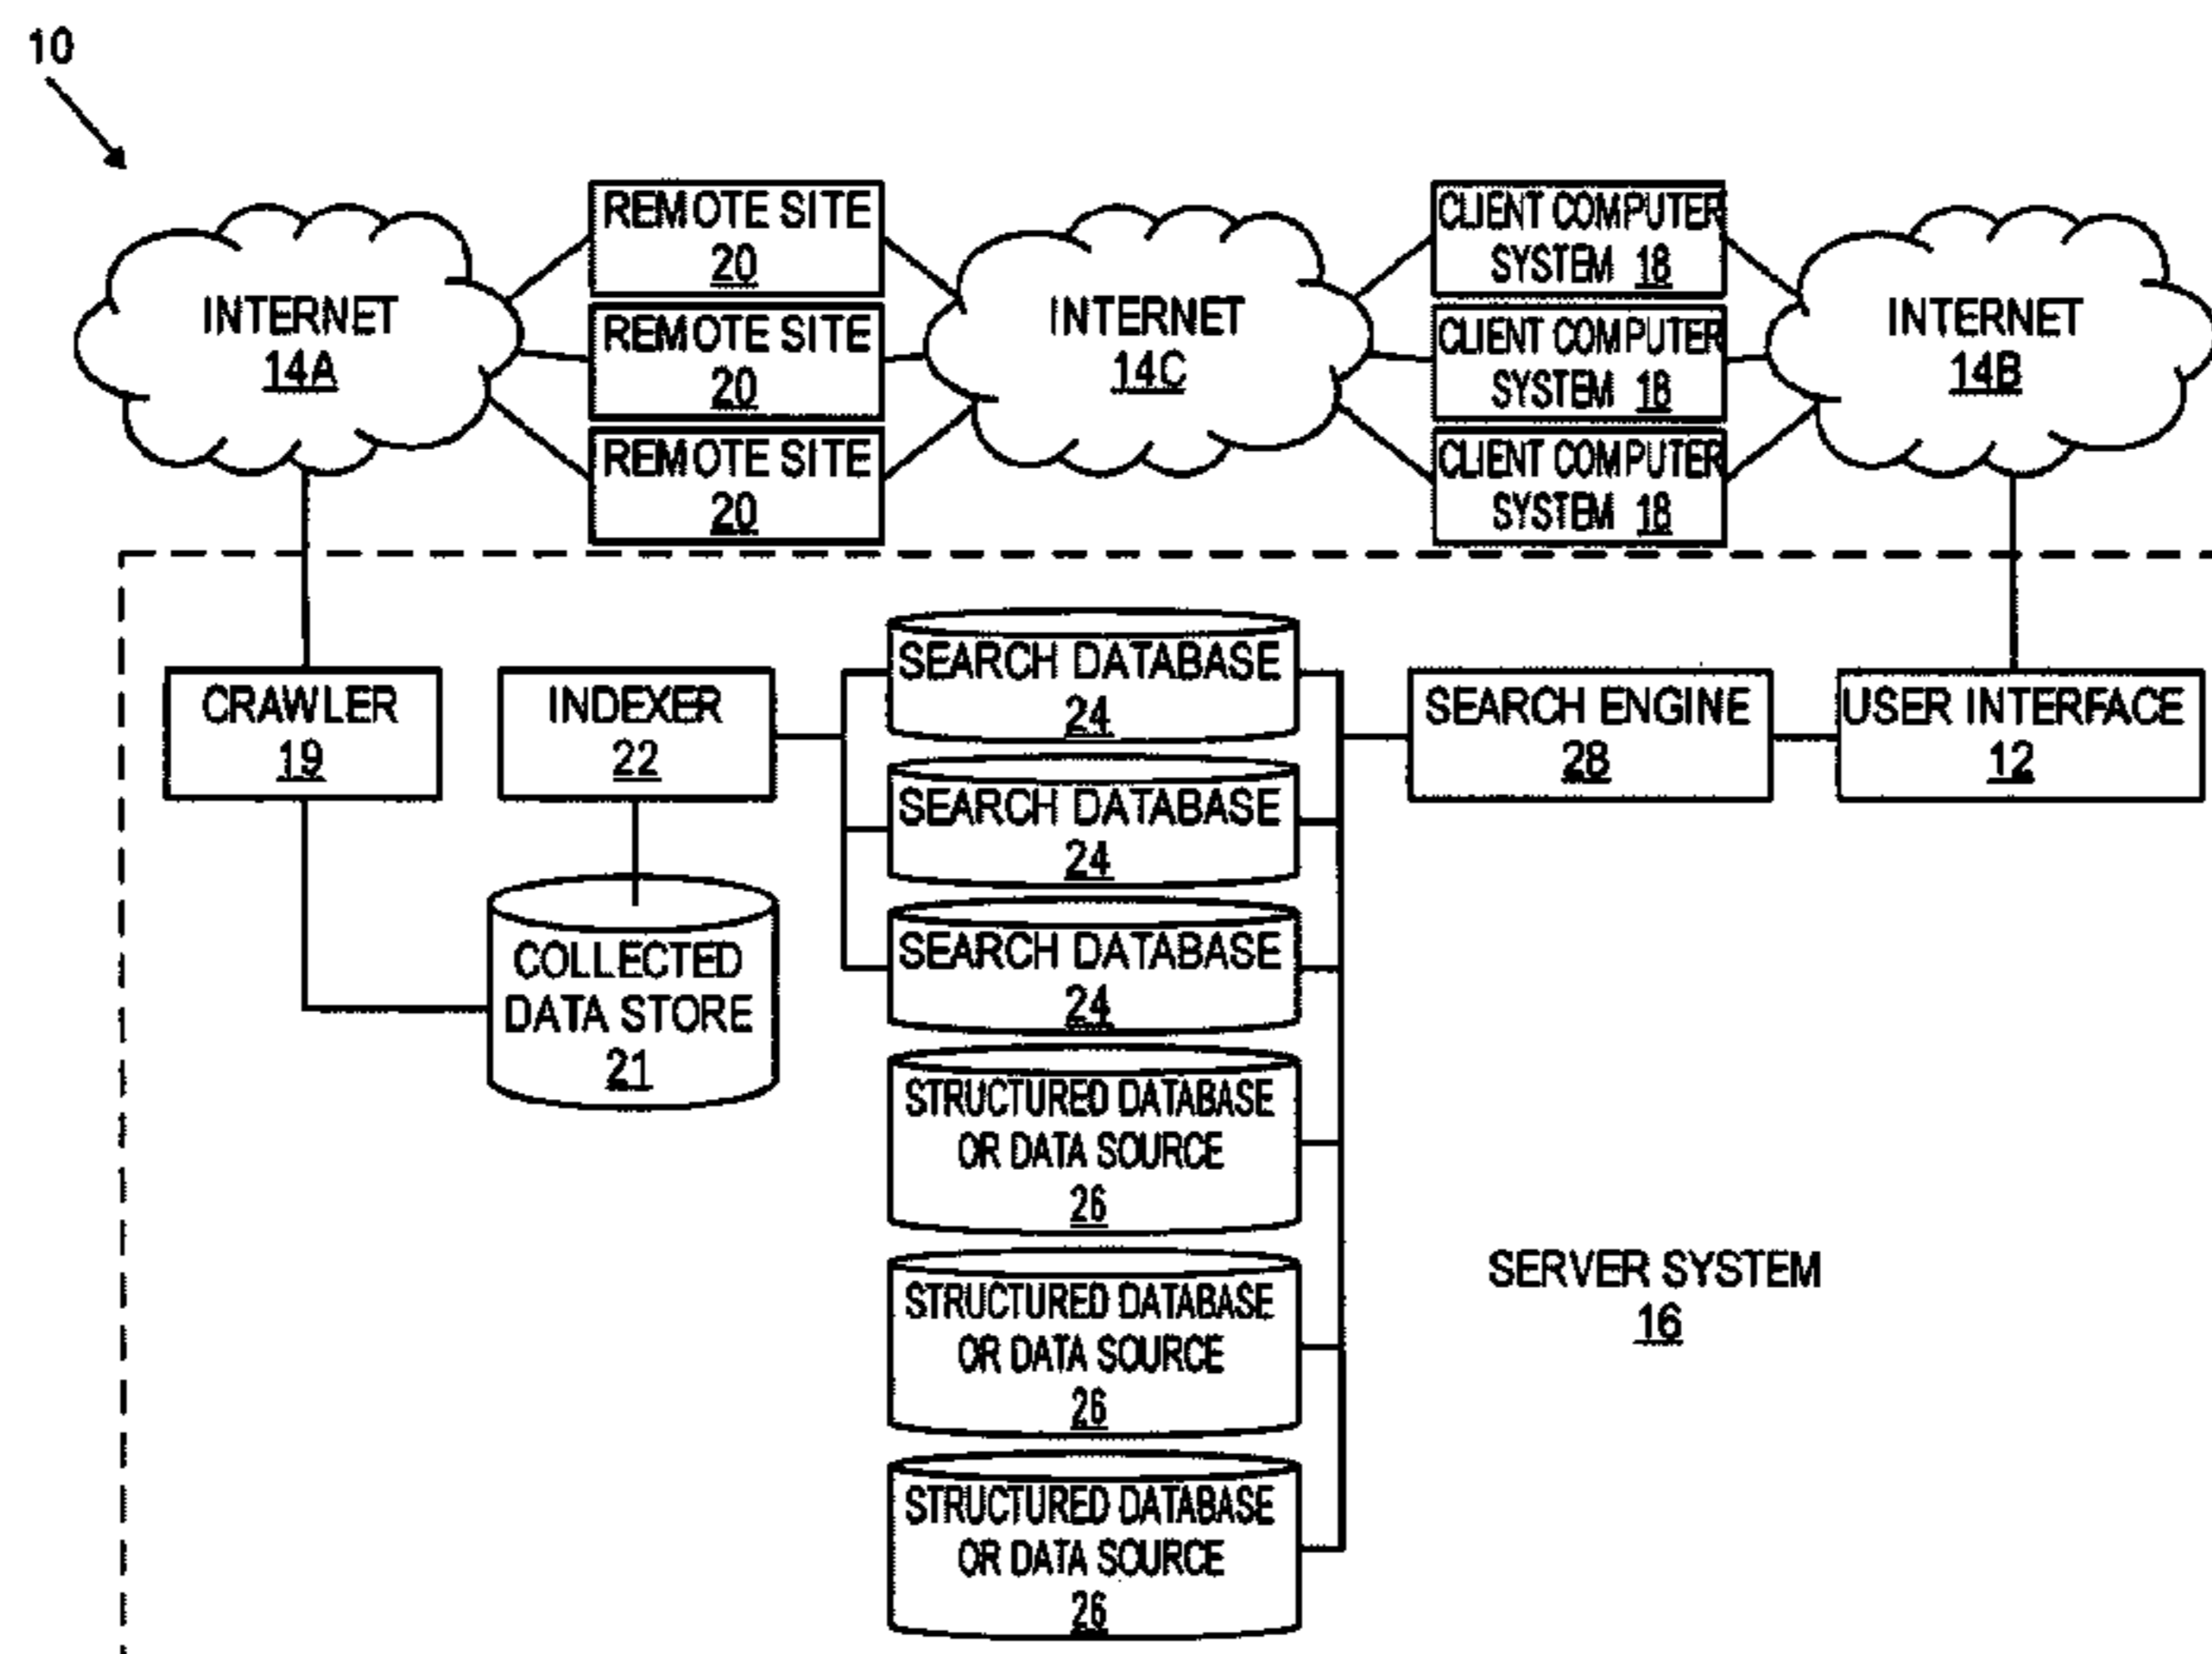 10
INTERNET
14A
REMOTE SITE
20
REMOTE SITE
20
REMOTE SITE
20
INTERNET
14C
CLIENT COMPUTER
SYSTEM 18
CLIENT COMPUTER
SYSTEM 18
CLIENT COMPUTER
SYSTEM 18
INTERNET
14B
CRAWLER
19
INDEXER
22
COLLECTED
DATA STORE
21
SEARCH DATABASE
24
SEARCH DATABASE
24
SEARCH DATABASE
24
STRUCTURED DATABASE
OR DATA SOURCE
26
STRUCTURED DATABASE
OR DATA SOURCE
26
STRUCTURED DATABASE
OR DATA SOURCE
26
SEARCH ENGINE
28
USER INTERFACE
12
SERVER SYSTEM
16